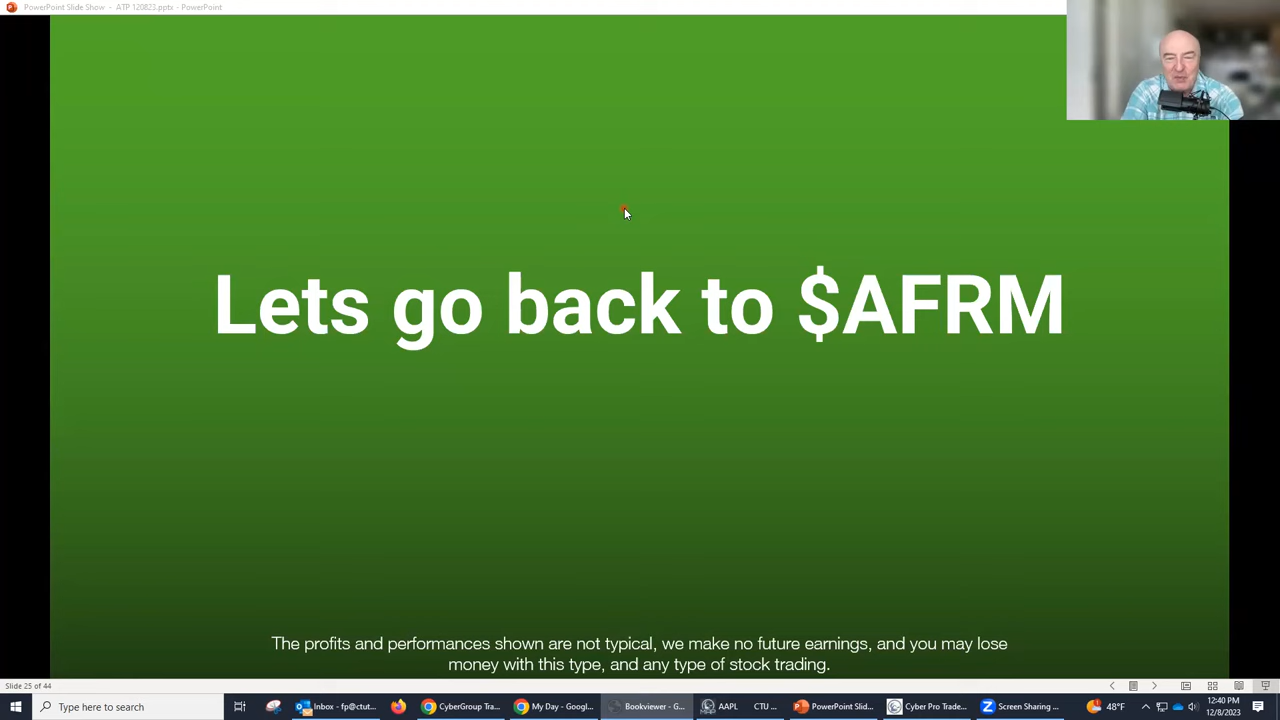 PowerPoint Slide Show - ATP 120823.pptx - PowerPoint
Lets go back to $AFRM
The profits and performances shown are not typical, we make no future earnings, and you may lose
money with this type, and any type of stock trading.
Slide 25 of 44
Type here to search
Inbox - fp@ctut...
CyberGroup Tra...
My Day - Googl...
Bookviewer - G...
AAPL
CTU ...
PowerPoint Slid...
Cyber Pro Trade...
Screen Sharing ...
48°F
12:40 PM
12/8/2023